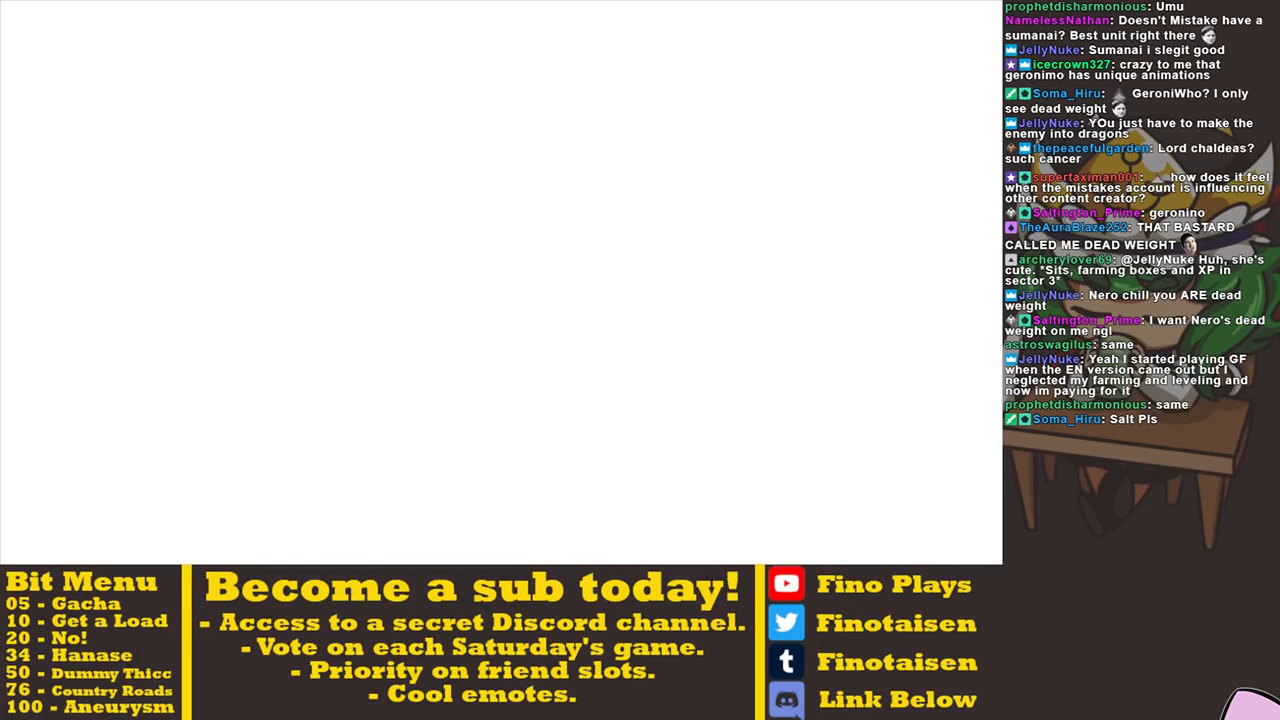 prophetdisharmonious: Umu
NamelessNathan: Doesn't Mistake have a
sumanai? Best unit right there
JellyNuke: Sumanai i slegit good
icecrown327: crazy to me that
geronimo has unique animations
Soma_Hiru: GeroniWho? I only
see dead weight
JellyNuke: YOu just have to make the
enemy into dragons
thepeacefulgarden: Lord chaldeas?
such cancer
supertaximan001: how does it feel
when the mistakes account is influencing
other content creator?
Saltington_Prime: geronino
TheAuraBlaze252: THAT BASTARD
CALLED ME DEAD WEIGHT
archerylover69: @JellyNuke Huh, she's
cute. *Sits, farming boxes and XP in
sector 3*
JellyNuke: Nero chill you ARE dead
weight
Saltington_Prime: I want Nero's dead
weight on me ngl
astroswagilus: same
JellyNuke: Yeah I started playing GF
when the EN version came out but I
neglected my farming and leveling and
now im paying for it
prophetdisharmonious: same
Soma_Hiru: Salt Pls
Bit Menu
05 - Gacha
10 - Get a Load
20 - No!
34 - Hanase
50 - Dummy Thicc
76 - Country Roads
100 - Aneurysm
Become a sub today!
- Access to a secret Discord channel.
- Vote on each Saturday's game.
- Priority on friend slots.
- Cool emotes.
Fino Plays
Finotaisen
t Finotaisen
Link Below